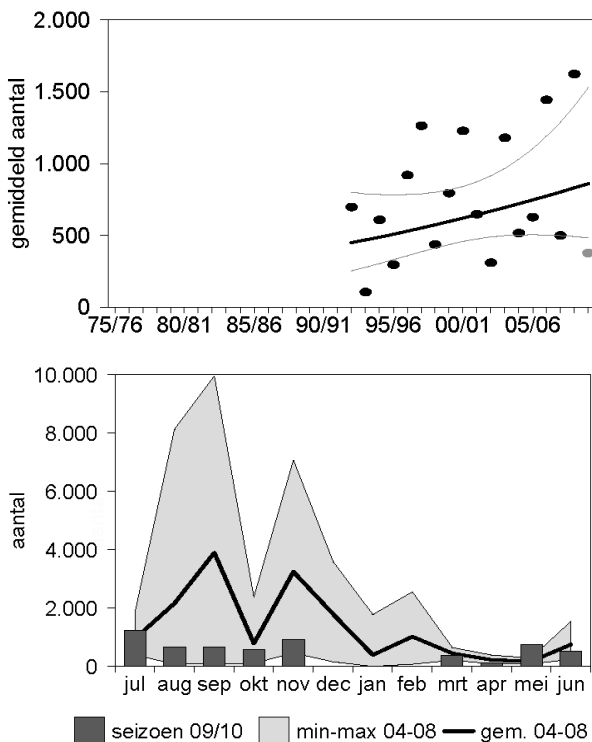 2.000
1.500
1.000
500
0
gemiddeld aantal
75/76 80/81 85/86 90/91 95/96 00/01 05/06
10.000
8.000
6.000
4.000
2.000
0
aantal
jul aug sep okt nov dec jan feb mrt apr mei jun
seizoen 09/10 min-max 04-08 gem. 04-08